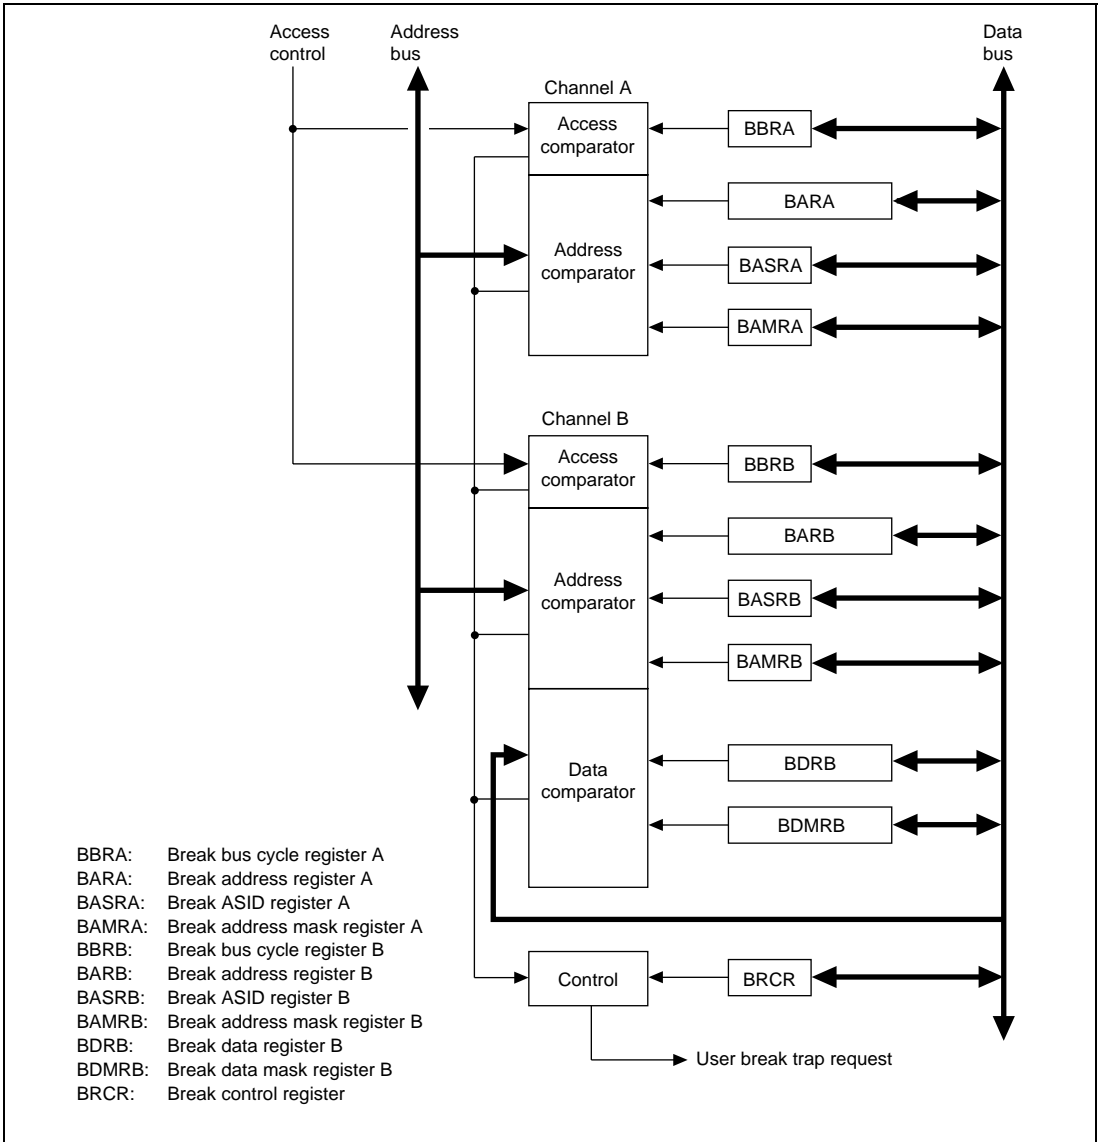 Access
control
Address
bus
Data
bus
Channel A
Access
comparator
BBRA
BARA
Address
comparator
BASRA
BAMRA
Channel B
Access
comparator
BBRB
BARB
Address
comparator
BASRB
BAMRB
Data
comparator
BDRB
BDMRB
BBRA: Break bus cycle register A
BARA: Break address register A
BASRA: Break ASID register A
BAMRA: Break address mask register A
BBRB: Break bus cycle register B
BARB: Break address register B
BASRB: Break ASID register B
BAMRB: Break address mask register B
BDRB: Break data register B
BDMRB: Break data mask register B
BRCR: Break control register
Control
BRCR
User break trap request